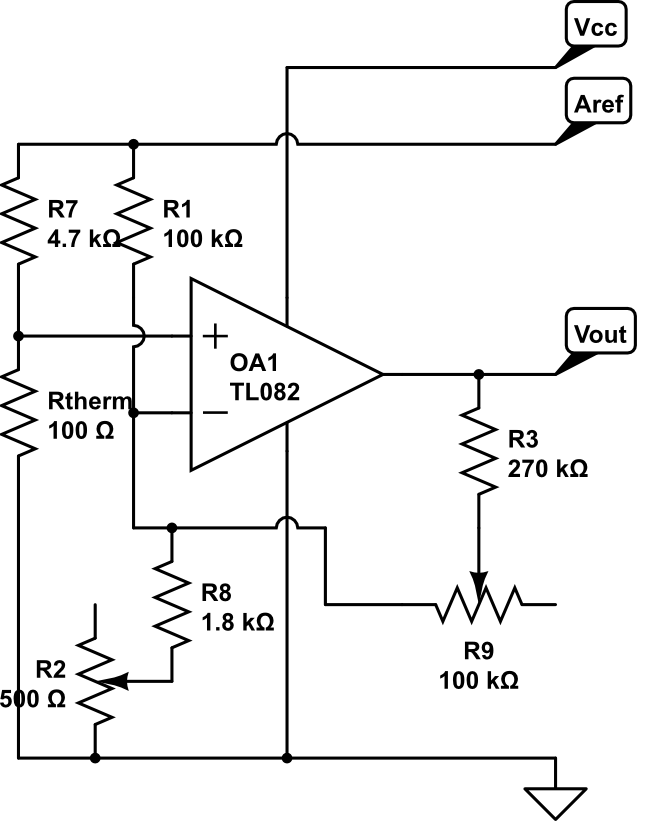 Vcc
Aref
R7
4.7 kΩ
R1
100 kΩ
+
−
OA1
TL082
Vout
Rtherm
100 Ω
R3
270 kΩ
R8
1.8 kΩ
R2
500 Ω
R9
100 kΩ